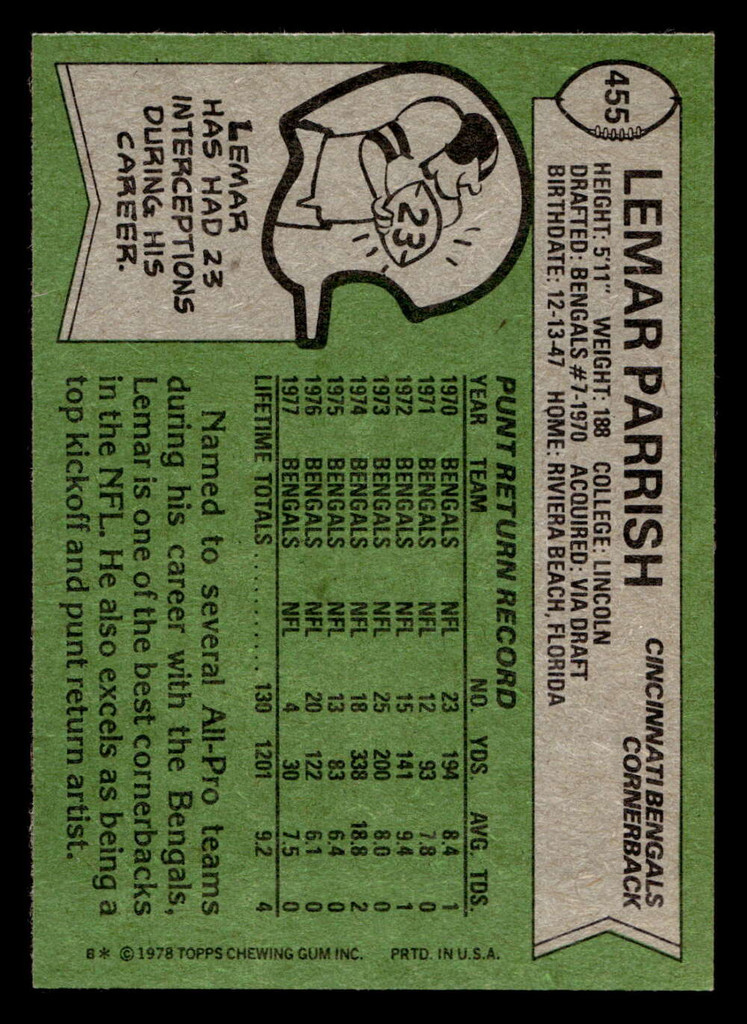 455
LEMAR PARRISH
CINCINNATI BENGALS
CORNERBACK
HEIGHT: 5'11" WEIGHT: 188 COLLEGE: LINCOLN
DRAFTED: BENGALS #7-1970 ACQUIRED: VIA DRAFT
BIRTHDATE: 12-13-47 HOME: RIVIERA BEACH, FLORIDA
23
LEMAR
HAS HAD 23
INTERCEPTIONS
DURING HIS
CAREER.
PUNT RETURN RECORD
YEAR TEAM NO. YDS. AVG. TDS.
1970 BENGALS NFL 23 194 8.4 1
1971 BENGALS NFL 12 93 7.8 0
1972 BENGALS NFL 15 141 9.4 1
1973 BENGALS NFL 25 200 8.0 0
1974 BENGALS NFL 18 338 18.8 2
1975 BENGALS NFL 13 83 6.4 0
1976 BENGALS NFL 20 122 6.1 0
1977 BENGALS NFL 4 30 7.5 0
LIFETIME TOTALS ............ 130 1201 9.2 4
Named to several All-Pro teams
during his career with the Bengals,
Lemar is one of the best cornerbacks
in the NFL. He also excels as being a
top kickoff and punt return artist.
B* © 1978 TOPPS CHEWING GUM INC. PRTD. IN U.S.A.